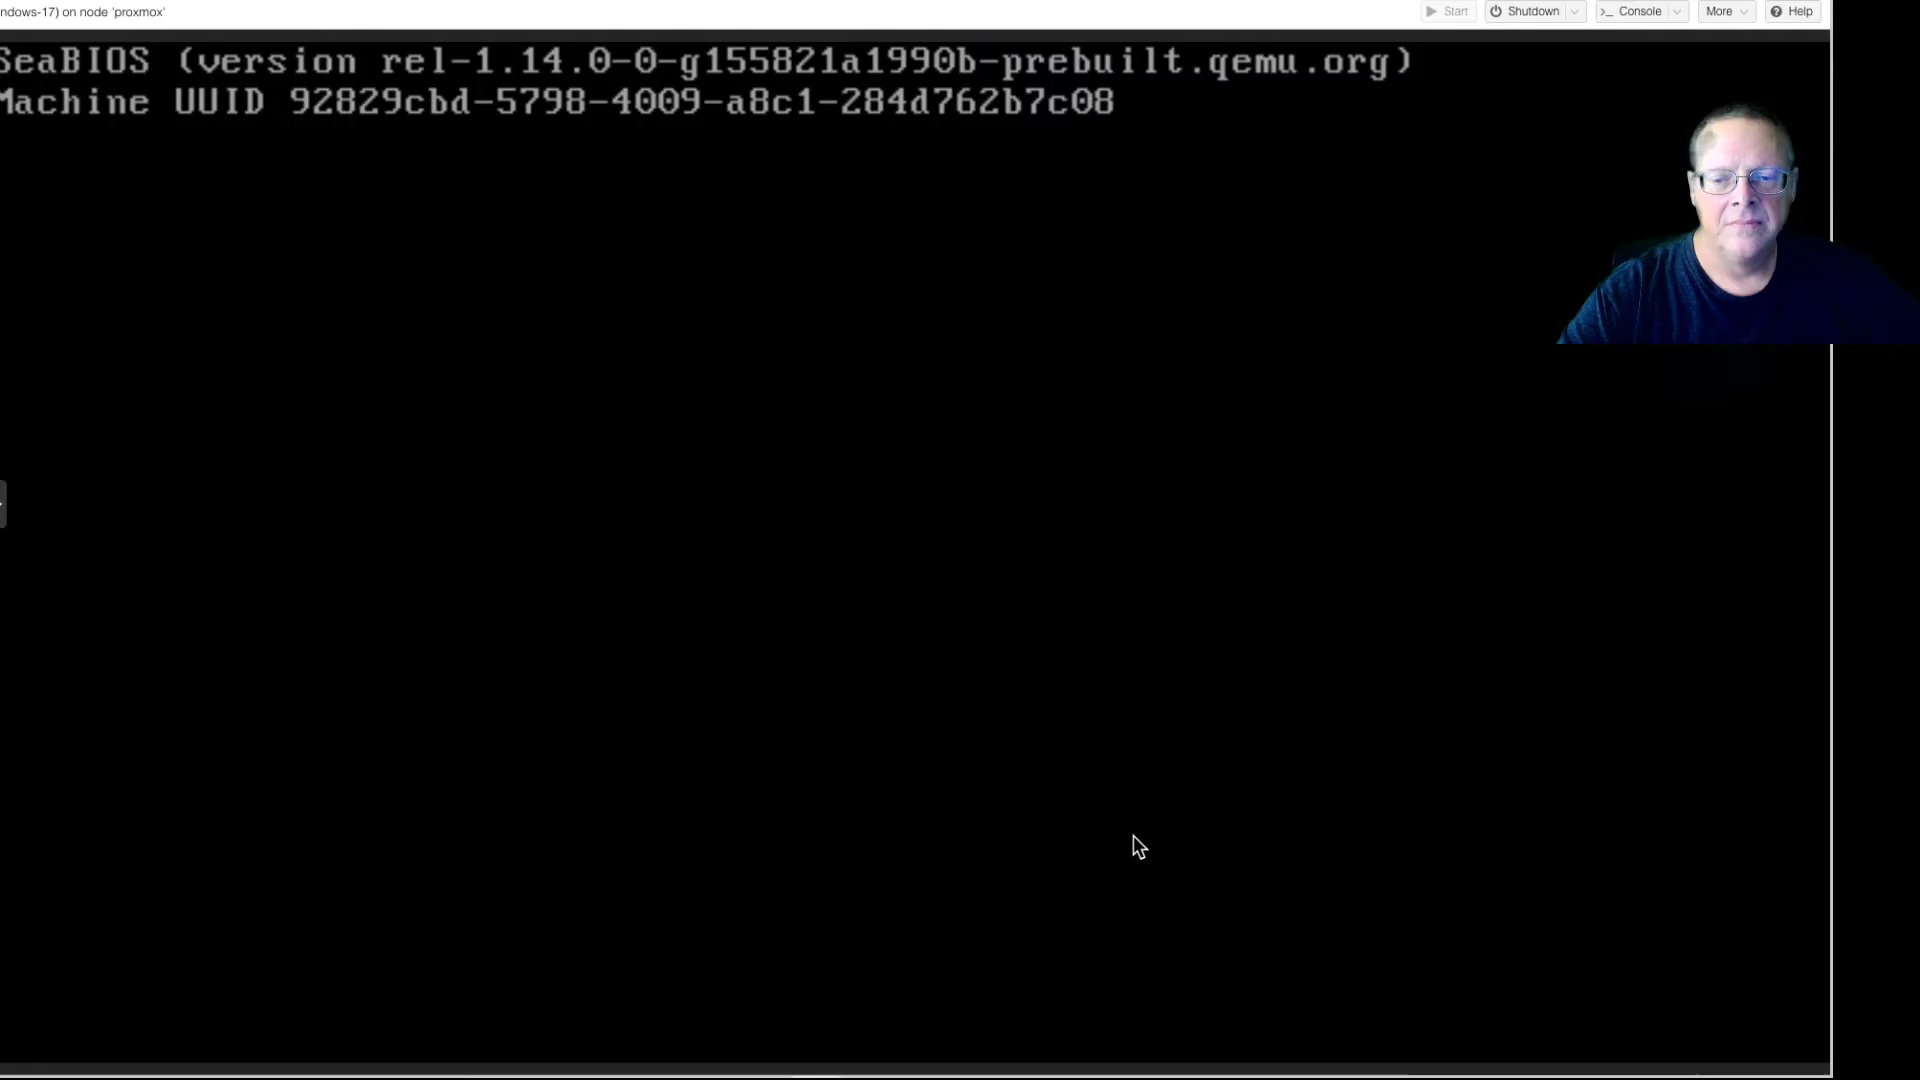 ndows-17) on node 'proxmox'
Start
Shutdown
Console
More
Help
SeaBIOS (version rel-1.14.0-0-g155821a1990b-prebuilt.qemu.org)
Machine UUID 92829cbd-5798-4009-a8c1-284d762b7c08